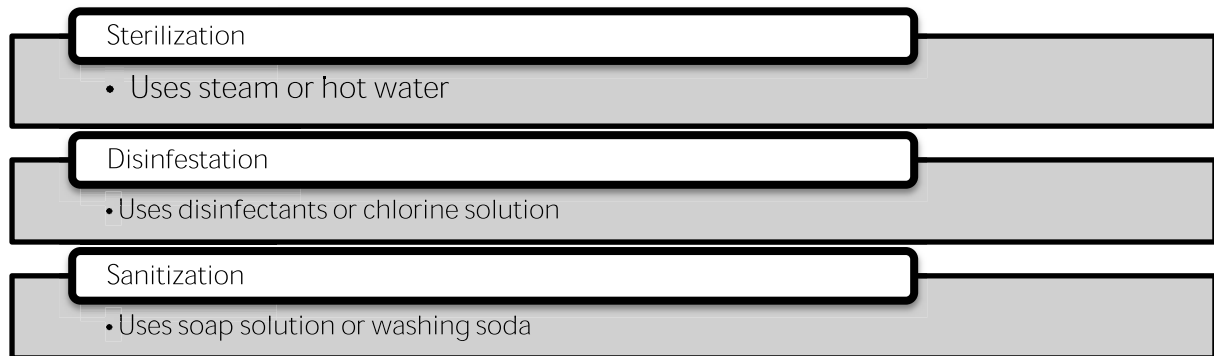 Sterilization
• Uses steam or hot water
Disinfestation
• Uses disinfectants or chlorine solution
Sanitization
• Uses soap solution or washing soda